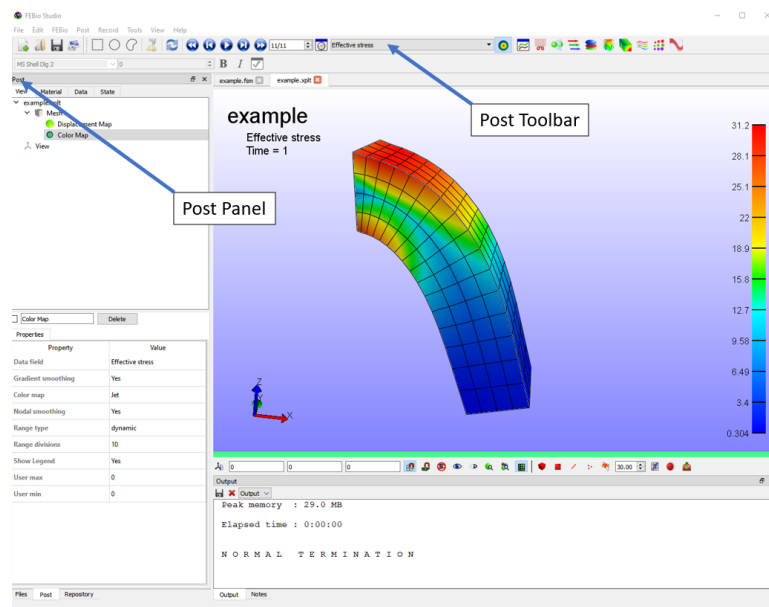 FEBio Studio
File Edit FEBio Post Record Tools View Help
11/11 Effective stress
MS Shell Dlg 2 0 B I
Post
example.fsm example.xplt
View Material Data State
example.xplt
Mesh
Displacement Map
Color Map
View
example
Effective stress
Time = 1
Post Toolbar
Post Panel
31.2
28.1
25.1
22
18.9
15.8
12.7
9.58
6.49
3.4
0.304
Z
Y
X
Color Map Delete
Properties
Property Value
Data field Effective stress
Gradient smoothing Yes
Color map Jet
Nodal smoothing Yes
Range type dynamic
Range divisions 10
Show Legend Yes
User max 0
User min 0
0 0 0 30.00
Output
Output
Peak memory : 29.0 MB
Elapsed time : 0:00:00
N O R M A L   T E R M I N A T I O N
Files Post Repository
Output Notes